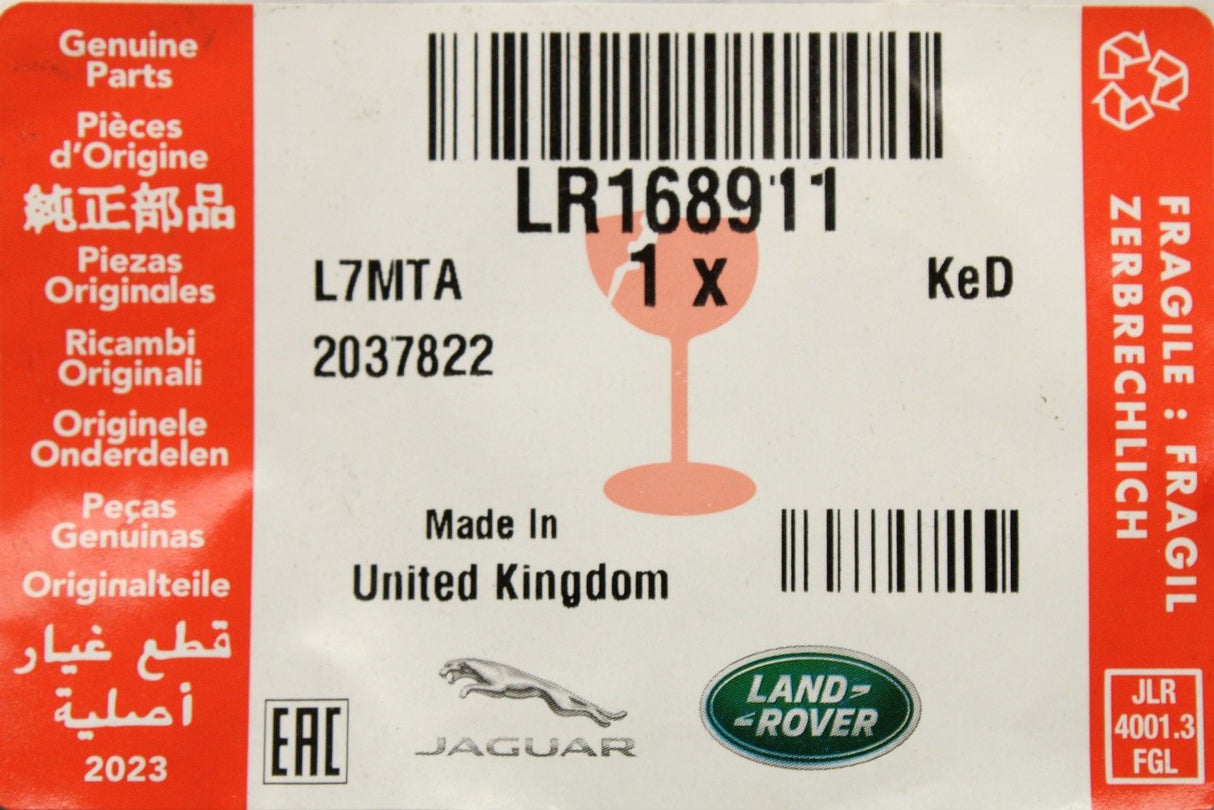 Genuine
Parts
Pièces
d'Origine
純正部品
Piezas
Originales
Ricambi
Originali
Originele
Onderdelen
Peças
Genuinas
Originalteile
قطع غيار
أصلية
2023
LR168911
1 x
L7MTA
KeD
2037822
Made In
United Kingdom
EAC
JAGUAR
LAND-
-ROVER
FRAGILE : FRAGIL
ZERBRECHLICH
JLR
4001.3
FGL